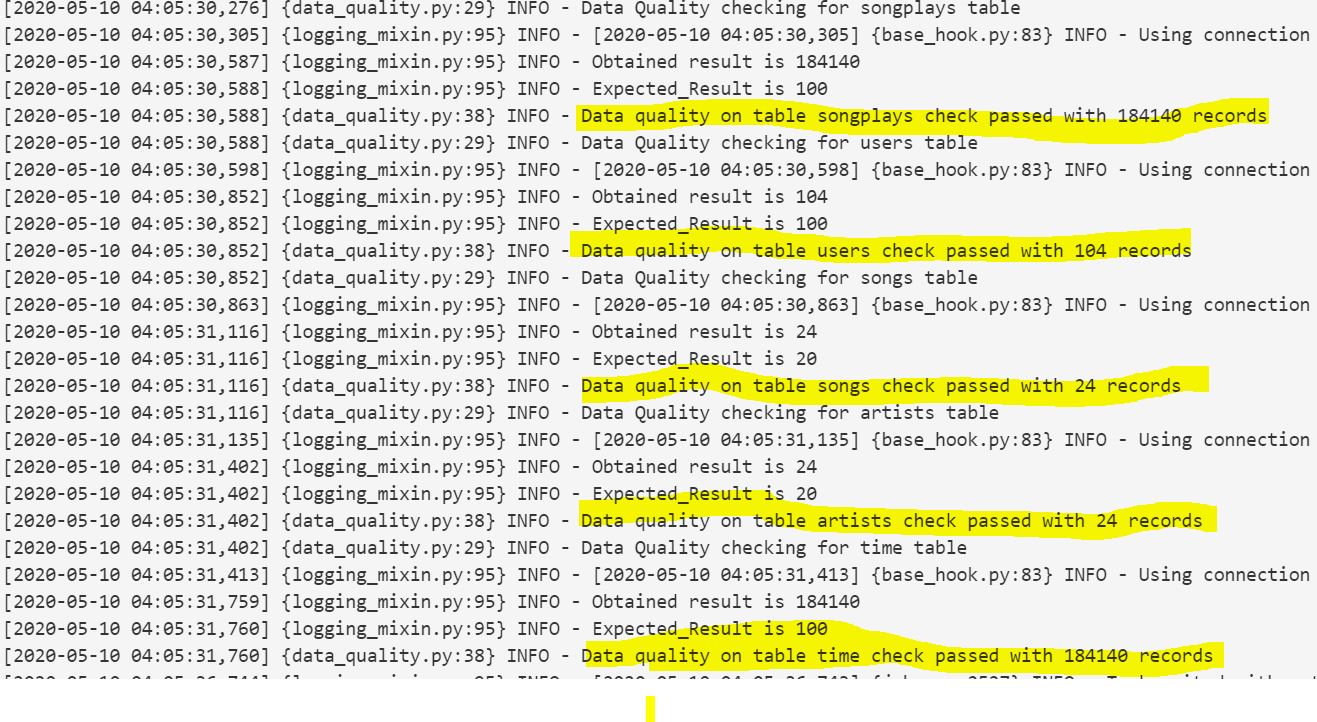 [2020-05-10 04:05:30,276] {data_quality.py:29} INFO - Data Quality checking for songplays table
[2020-05-10 04:05:30,305] {logging_mixin.py:95} INFO - [2020-05-10 04:05:30,305] {base_hook.py:83} INFO - Using connection
[2020-05-10 04:05:30,587] {logging_mixin.py:95} INFO - Obtained result is 184140
[2020-05-10 04:05:30,588] {logging_mixin.py:95} INFO - Expected_Result is 100
[2020-05-10 04:05:30,588] {data_quality.py:38} INFO - Data quality on table songplays check passed with 184140 records
[2020-05-10 04:05:30,588] {data_quality.py:29} INFO - Data Quality checking for users table
[2020-05-10 04:05:30,598] {logging_mixin.py:95} INFO - [2020-05-10 04:05:30,598] {base_hook.py:83} INFO - Using connection
[2020-05-10 04:05:30,852] {logging_mixin.py:95} INFO - Obtained result is 104
[2020-05-10 04:05:30,852] {logging_mixin.py:95} INFO - Expected_Result is 100
[2020-05-10 04:05:30,852] {data_quality.py:38} INFO - Data quality on table users check passed with 104 records
[2020-05-10 04:05:30,852] {data_quality.py:29} INFO - Data Quality checking for songs table
[2020-05-10 04:05:30,863] {logging_mixin.py:95} INFO - [2020-05-10 04:05:30,863] {base_hook.py:83} INFO - Using connection
[2020-05-10 04:05:31,116] {logging_mixin.py:95} INFO - Obtained result is 24
[2020-05-10 04:05:31,116] {logging_mixin.py:95} INFO - Expected_Result is 20
[2020-05-10 04:05:31,116] {data_quality.py:38} INFO - Data quality on table songs check passed with 24 records
[2020-05-10 04:05:31,116] {data_quality.py:29} INFO - Data Quality checking for artists table
[2020-05-10 04:05:31,135] {logging_mixin.py:95} INFO - [2020-05-10 04:05:31,135] {base_hook.py:83} INFO - Using connection
[2020-05-10 04:05:31,402] {logging_mixin.py:95} INFO - Obtained result is 24
[2020-05-10 04:05:31,402] {logging_mixin.py:95} INFO - Expected_Result is 20
[2020-05-10 04:05:31,402] {data_quality.py:38} INFO - Data quality on table artists check passed with 24 records
[2020-05-10 04:05:31,402] {data_quality.py:29} INFO - Data Quality checking for time table
[2020-05-10 04:05:31,413] {logging_mixin.py:95} INFO - [2020-05-10 04:05:31,413] {base_hook.py:83} INFO - Using connection
[2020-05-10 04:05:31,759] {logging_mixin.py:95} INFO - Obtained result is 184140
[2020-05-10 04:05:31,760] {logging_mixin.py:95} INFO - Expected_Result is 100
[2020-05-10 04:05:31,760] {data_quality.py:38} INFO - Data quality on table time check passed with 184140 records